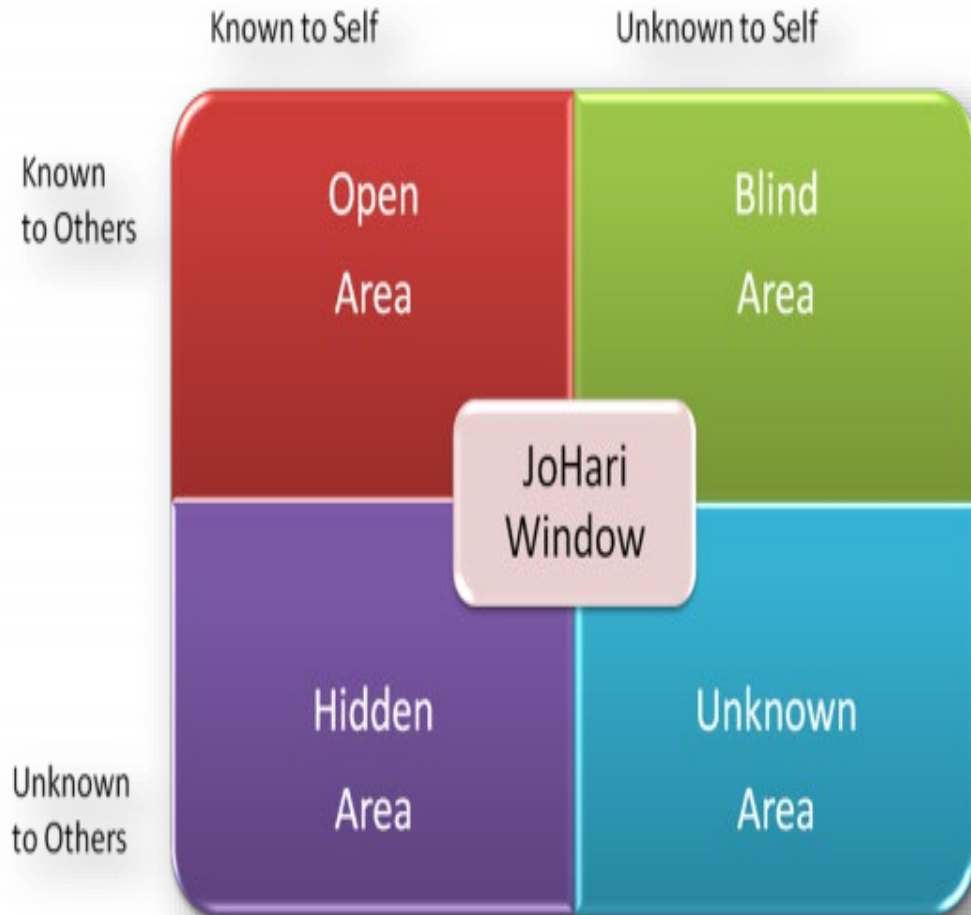 Known to Self
Unknown to Self
Known
to Others
Open
Area
Blind
Area
JoHari
Window
Hidden
Area
Unknown
Area
Unknown
to Others